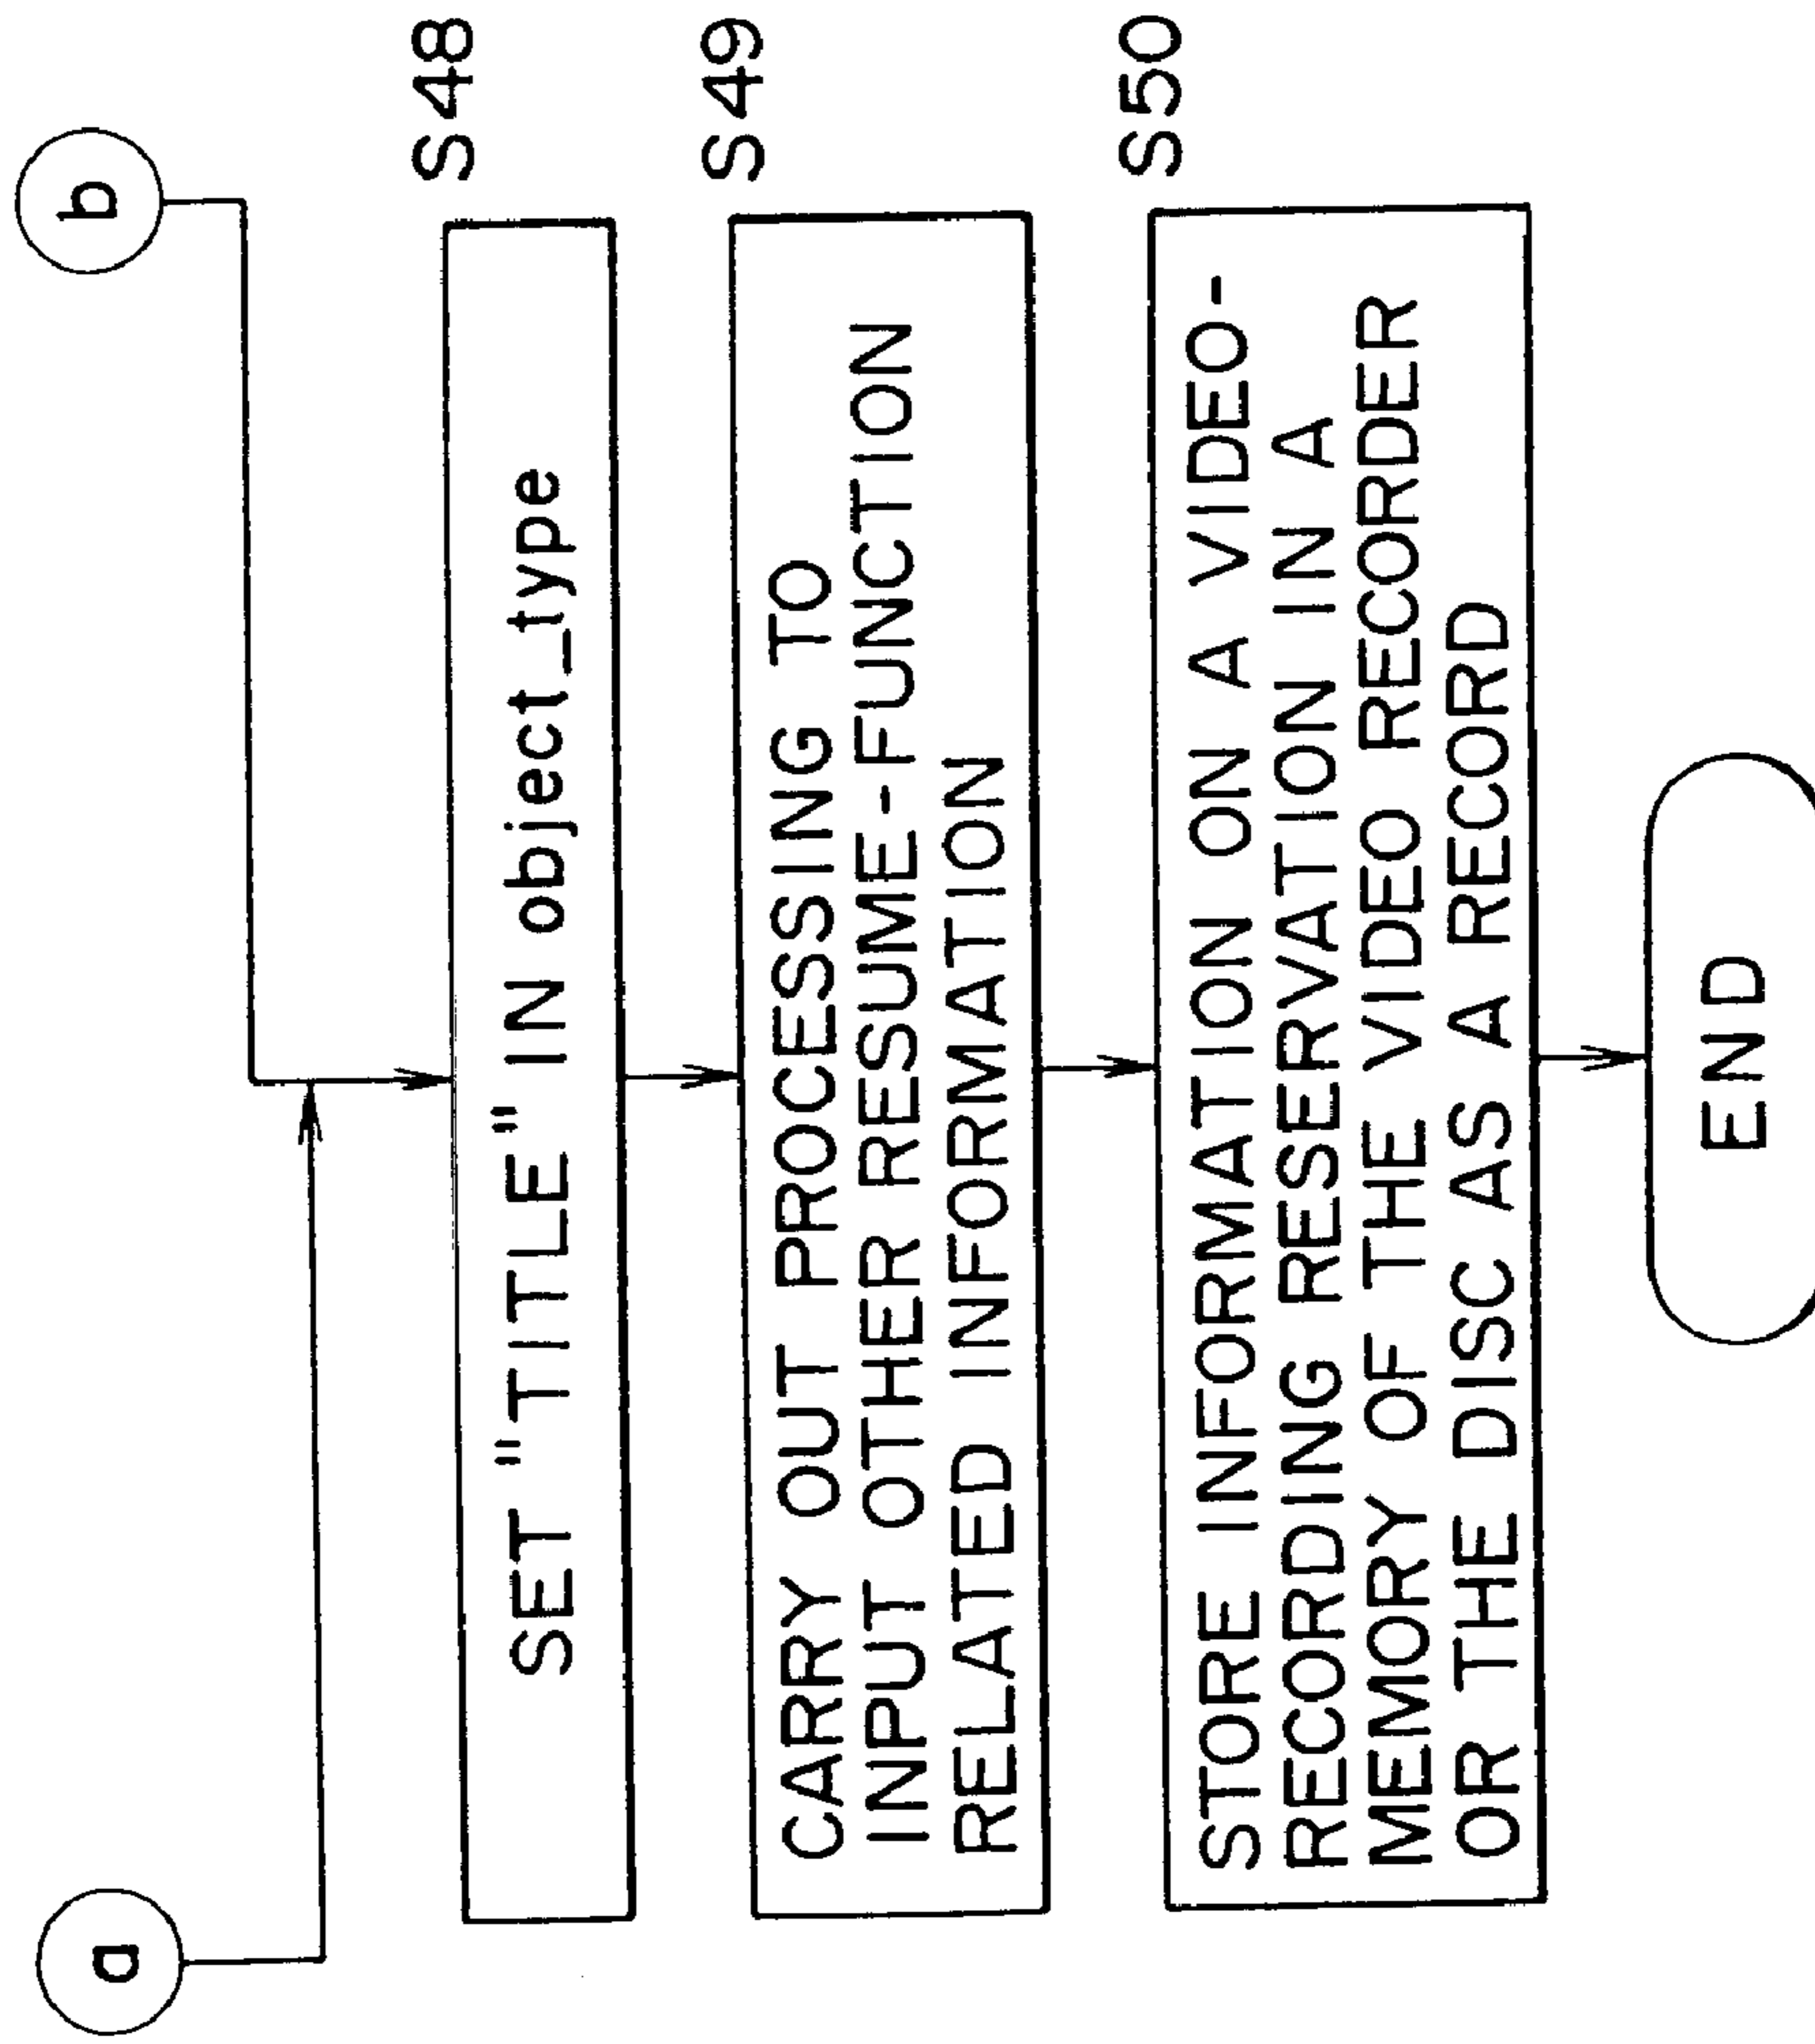 a
b
S48
SET "TITLE" IN object_type
S49
CARRY OUT PROCESSING TO
INPUT OTHER RESUME-FUNCTION
RELATED INFORMATION
S50
STORE INFORMATION ON A VIDEO-
RECORDING RESERVATION IN A
MEMORY OF THE VIDEO RECORDER
OR THE DISC AS A RECORD
END